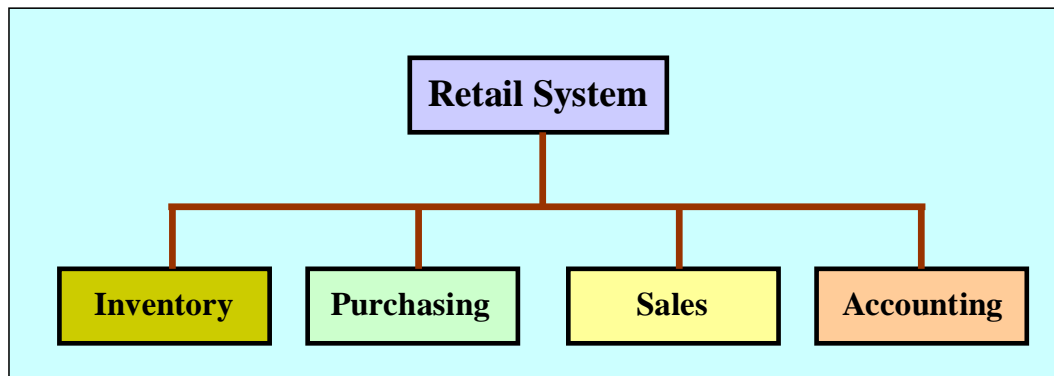 Retail System
Inventory
Purchasing
Sales
Accounting